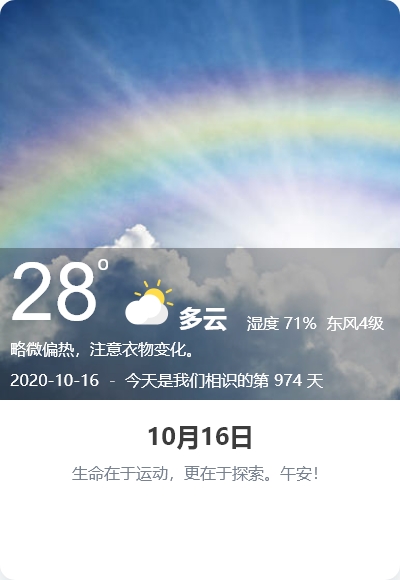 28°
多云 湿度 71% 东风4级
略微偏热，注意衣物变化。
2020-10-16 - 今天是我们相识的第 974 天
10月16日
生命在于运动，更在于探索。午安！